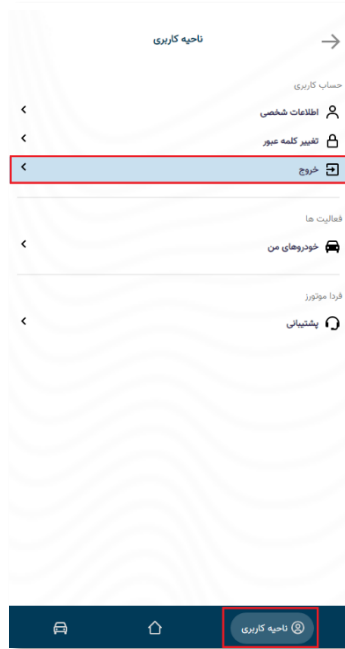 ناحیه کاربری
حساب کاربری
اطلاعات شخصی
تغییر کلمه عبور
خروج
فعالیت ها
خودروهای من
فردا موتورز
پشتیبانی
ناحیه کاربری